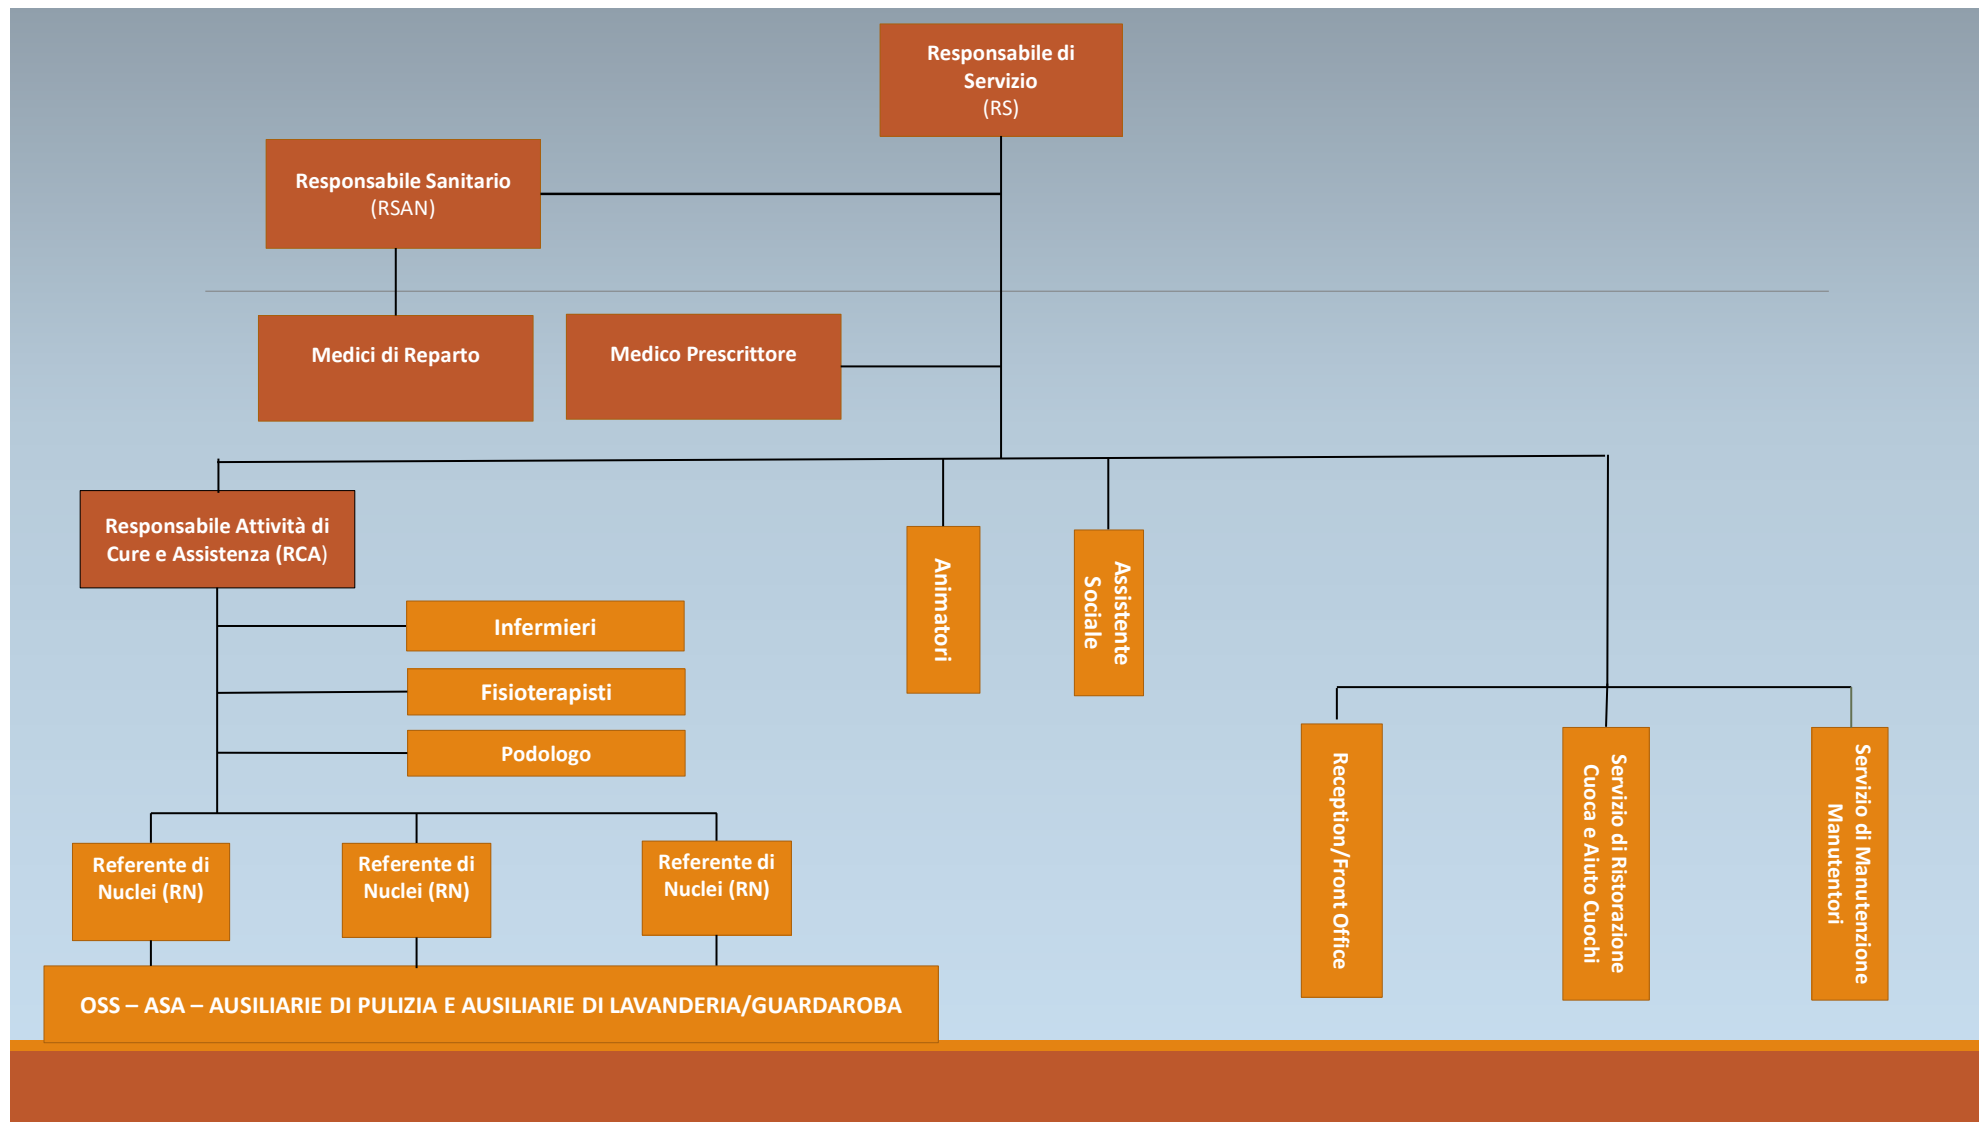 Responsabile di
Servizio
(RS)
Responsabile Sanitario
(RSAN)
Medici di Reparto
Medico Prescrittore
Responsabile Attività di
Cure e Assistenza (RCA)
Animatori
Assistente
Sociale
Infermieri
Fisioterapisti
Podologo
Reception/Front Office
Servizio di Ristorazione
Cuoca e Aiuto Cuochi
Servizio di Manutenzione
Manutentori
Referente di
Nuclei (RN)
Referente di
Nuclei (RN)
Referente di
Nuclei (RN)
OSS – ASA – AUSILIARIE DI PULIZIA E AUSILIARIE DI LAVANDERIA/GUARDAROBA